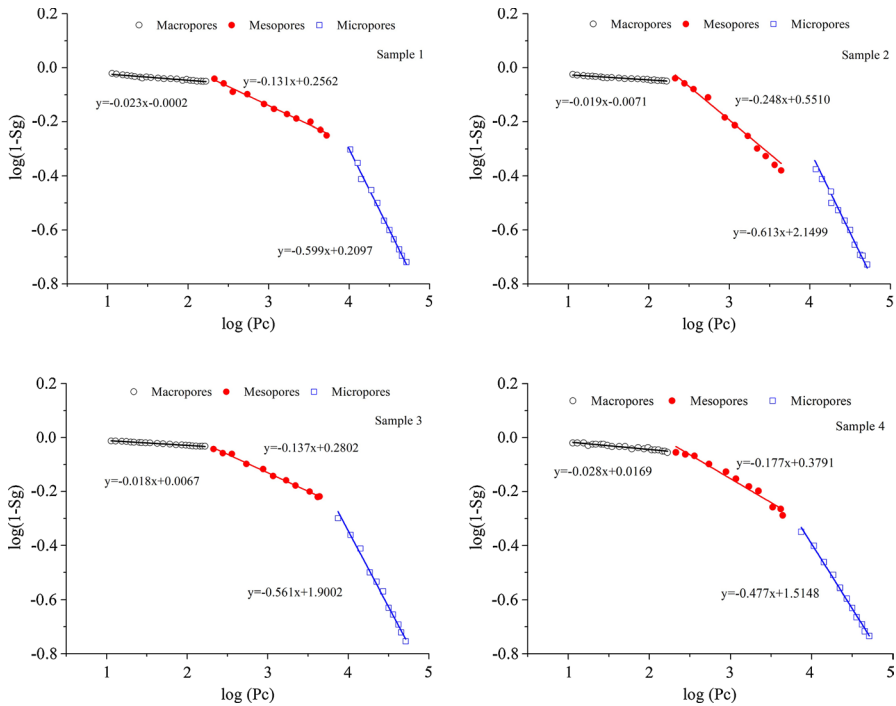 Macropores Mesopores Micropores
Sample 1
0.2
0.0
-0.2
-0.4
-0.6
-0.8
log(1-Sg)
y=-0.023x-0.0002
y=-0.131x+0.2562
y=-0.599x+0.2097
1 2 3 4 5
log (Pc)
Macropores Mesopores Micropores
Sample 2
0.2
0.0
-0.2
-0.4
-0.6
-0.8
log(1-Sg)
y=-0.019x-0.0071
y=-0.248x+0.5510
y=-0.613x+2.1499
1 2 3 4 5
log (Pc)
Macropores Mesopores Micropores
Sample 3
0.2
0.0
-0.2
-0.4
-0.6
-0.8
log(1-Sg)
y=-0.018x+0.0067
y=-0.137x+0.2802
y=-0.561x+1.9002
1 2 3 4 5
log (Pc)
Macropores Mesopores Micropores
Sample 4
0.2
0.0
-0.2
-0.4
-0.6
-0.8
log(1-Sg)
y=-0.028x+0.0169
y=-0.177x+0.3791
y=-0.477x+1.5148
1 2 3 4 5
log (Pc)